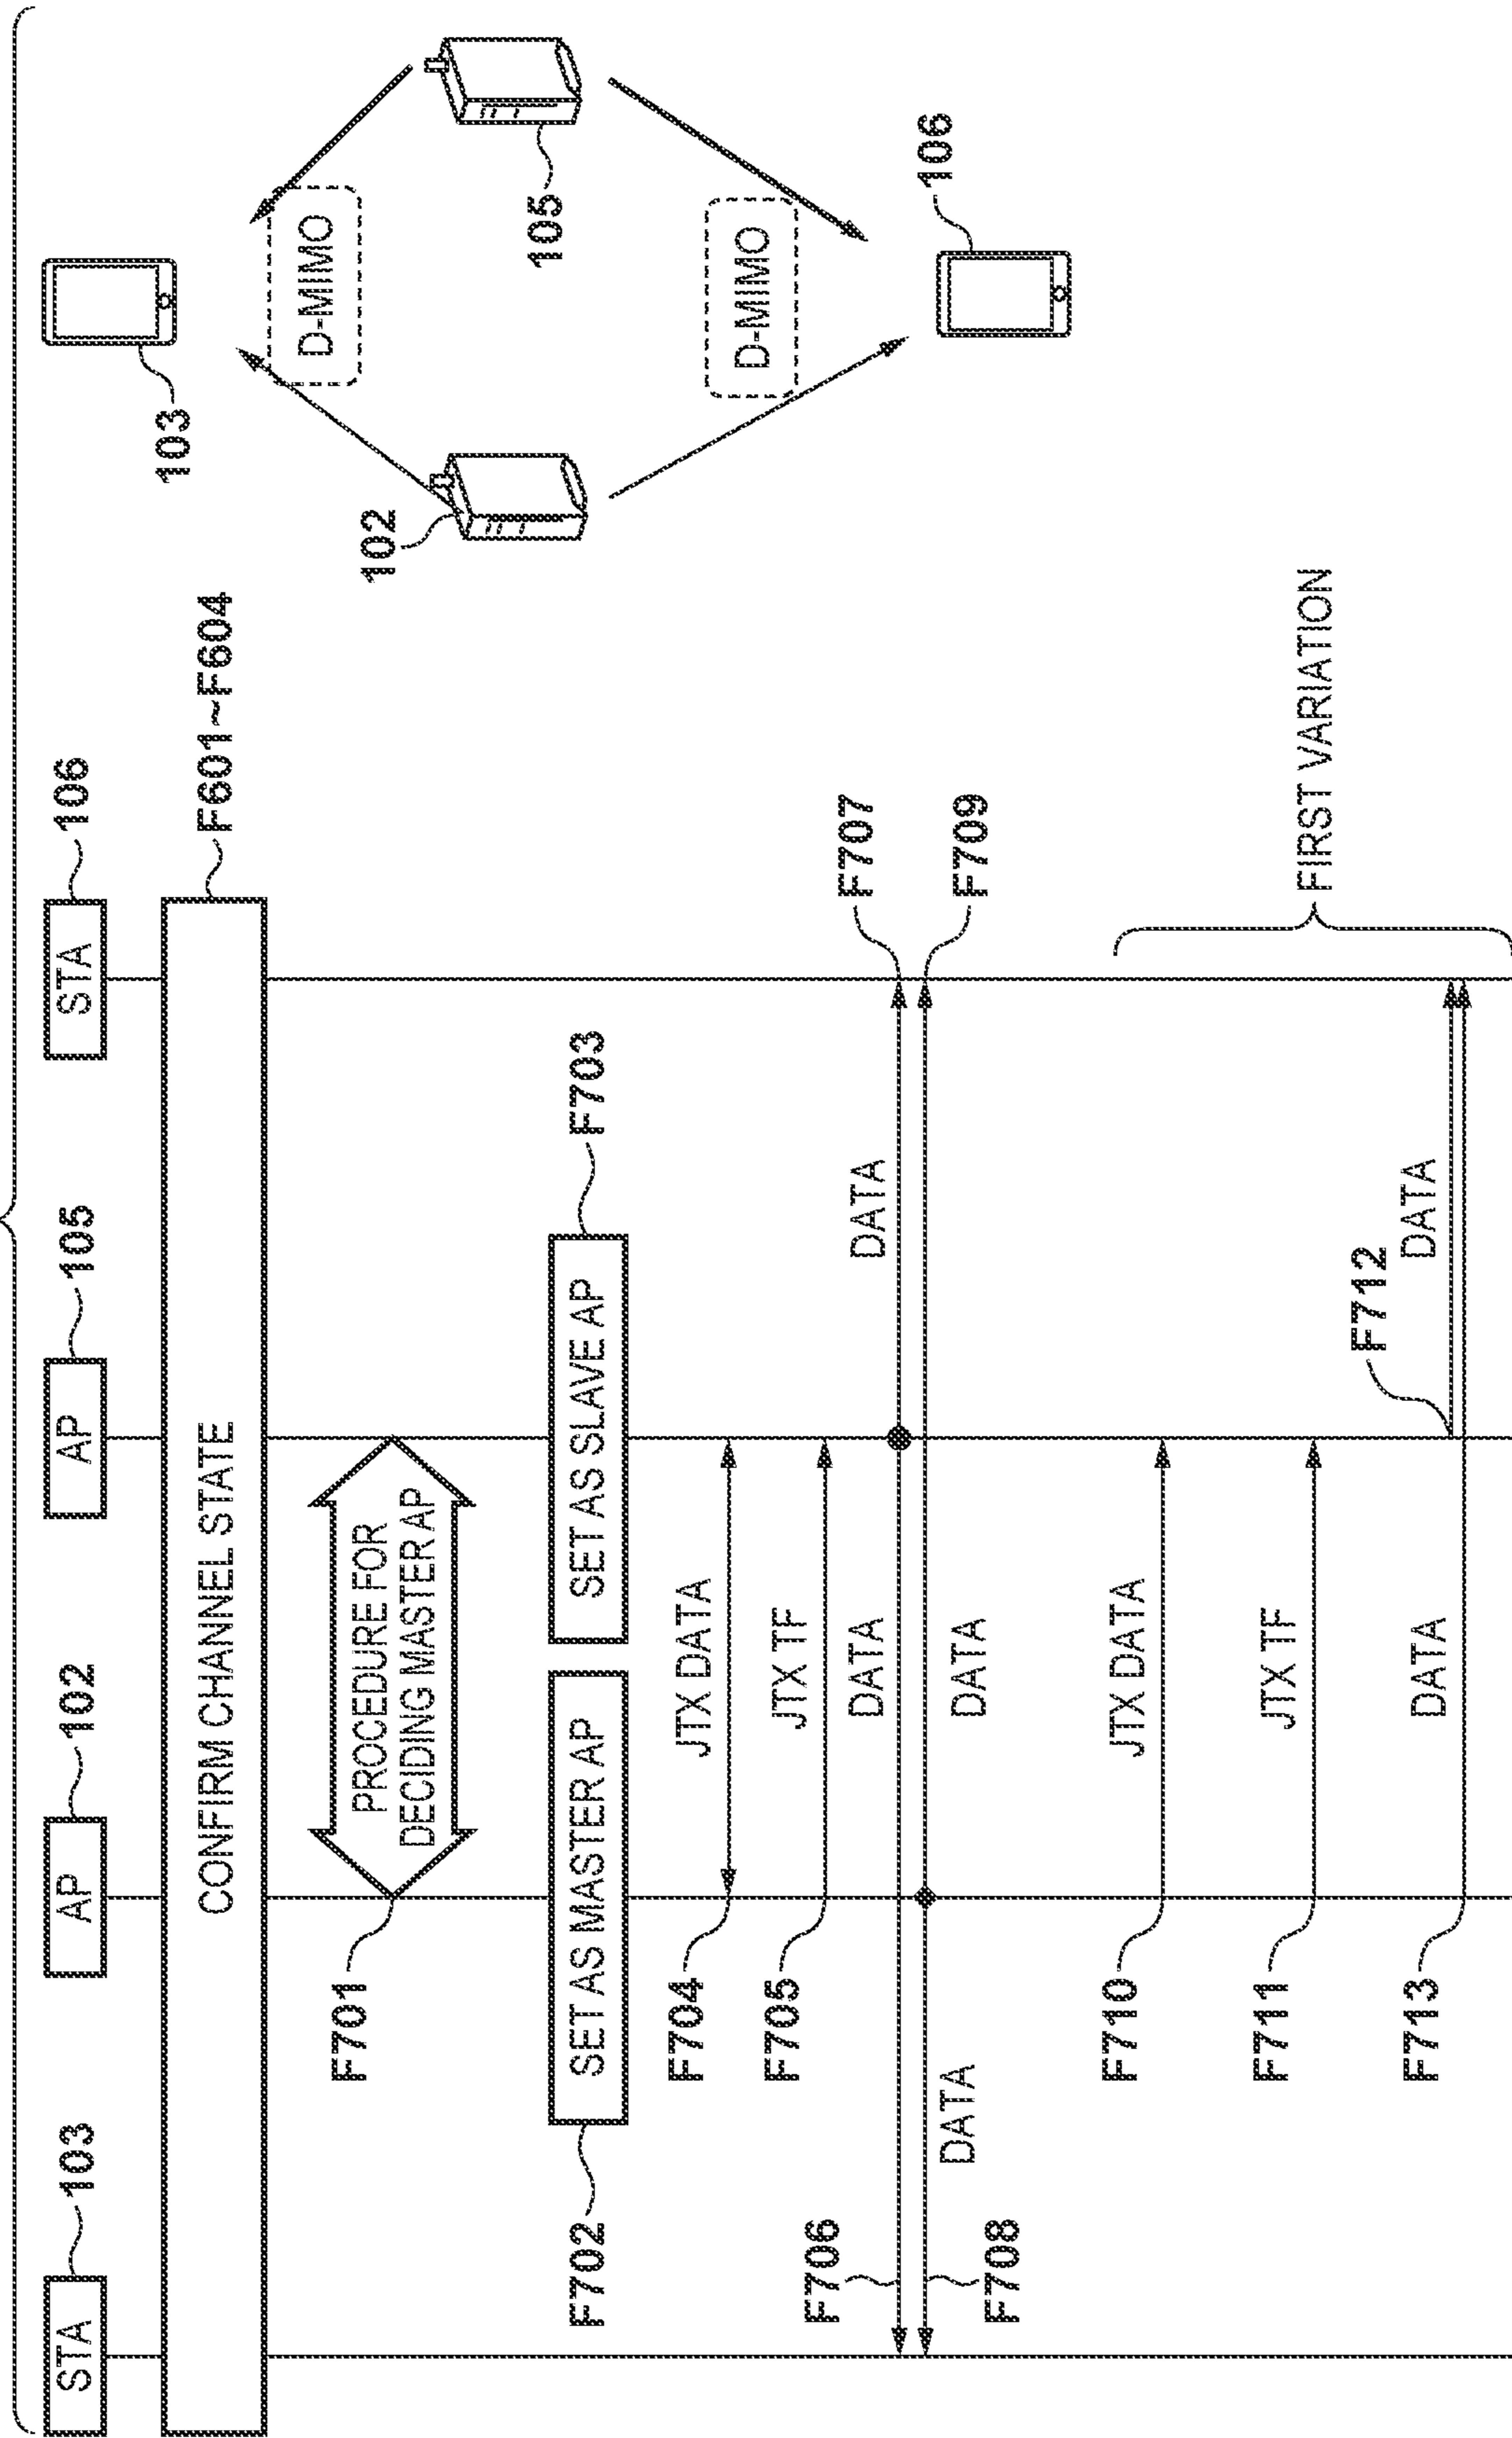 STA
103
AP
102
AP
105
STA
106
CONFIRM CHANNEL STATE
F601~F604
F701
PROCEDURE FOR
DECIDING MASTER AP
F702
SET AS MASTER AP
SET AS SLAVE AP
F703
F704
JTX DATA
F705
JTX TF
F706
DATA
DATA
F707
F708
DATA
DATA
F709
F710
JTX DATA
F711
JTX TF
FIRST VARIATION
F712
DATA
F713
DATA
103
D-MIMO
102
105
D-MIMO
106